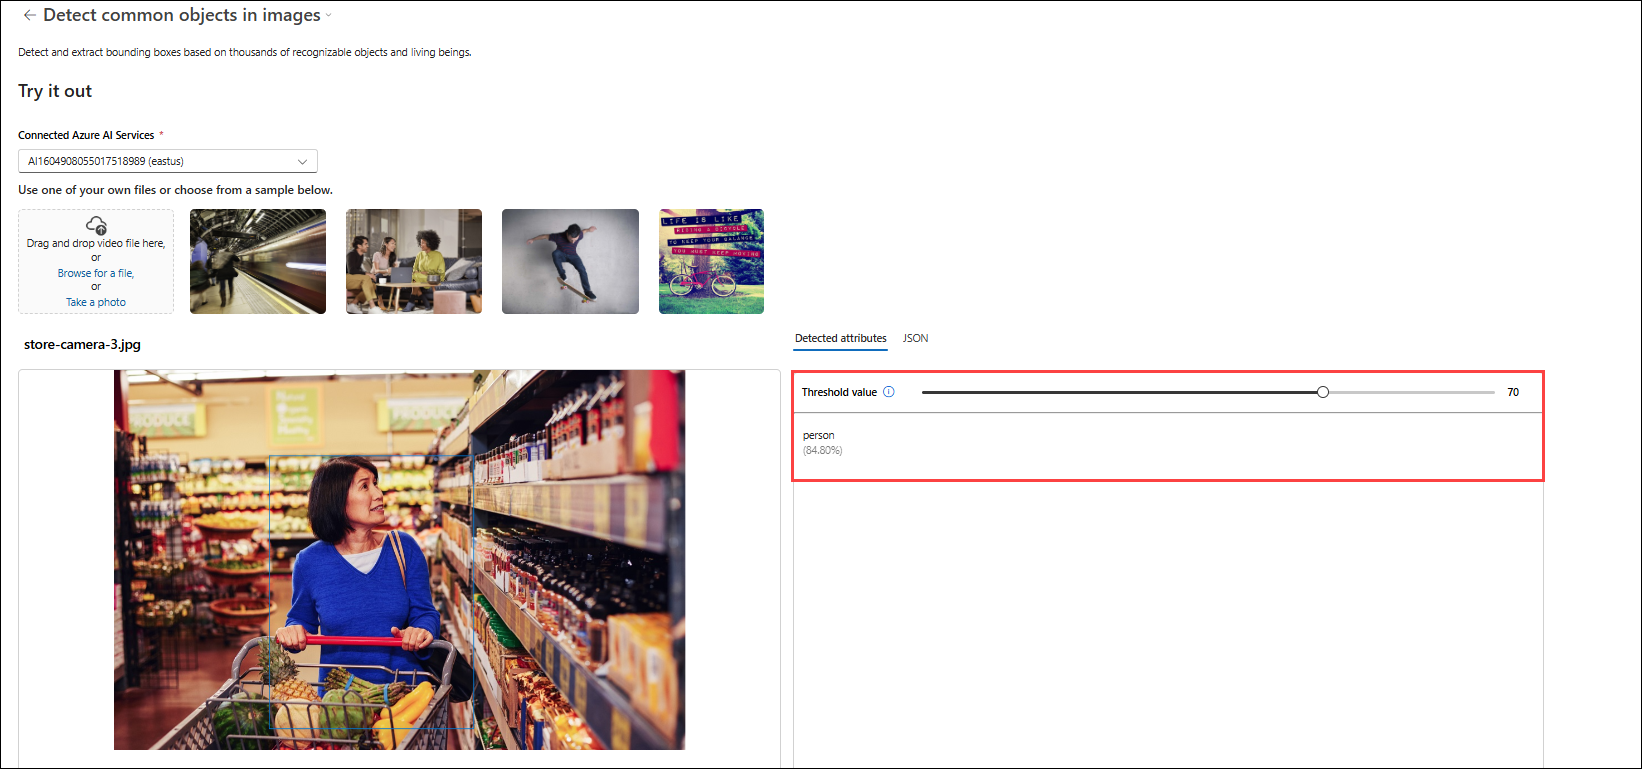 Detect common objects in images
Detect and extract bounding boxes based on thousands of recognizable objects and living beings.
Try it out
Connected Azure AI Services *
AI1604908055017518989 (eastus)
Use one of your own files or choose from a sample below.
Drag and drop video file here,
or
Browse for a file,
or
Take a photo
LIFE IS LIKE
RIDING A BICYCLE
TO KEEP YOUR BALANCE
YOU MUST KEEP MOVING
store-camera-3.jpg
Detected attributes JSON
Threshold value 70
person
(84.80%)
PRODUCE
PRODUCE